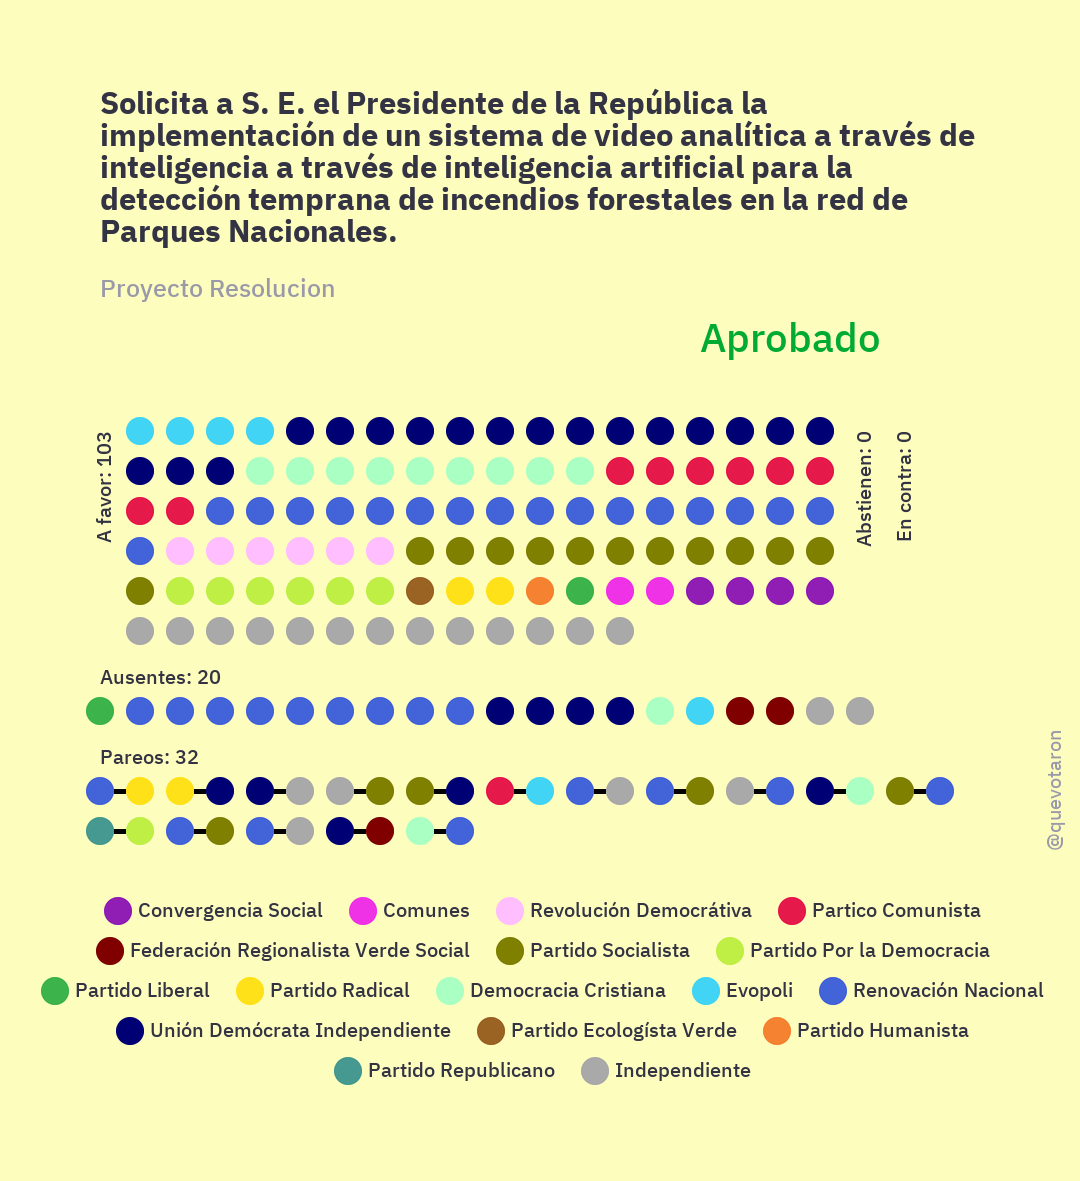 Solicita a S. E. el Presidente de la República la
implementación de un sistema de video analítica a través de
inteligencia a través de inteligencia artificial para la
detección temprana de incendios forestales en la red de
Parques Nacionales.
Proyecto Resolucion
Aprobado
A favor: 103
Abstienen: 0
En contra: 0
Ausentes: 20
Pareos: 32
@quevotaron
Convergencia Social Comunes Revolución Democrátiva Partico Comunista
Federación Regionalista Verde Social Partido Socialista Partido Por la Democracia
Partido Liberal Partido Radical Democracia Cristiana Evopoli Renovación Nacional
Unión Demócrata Independiente Partido Ecologísta Verde Partido Humanista
Partido Republicano Independiente